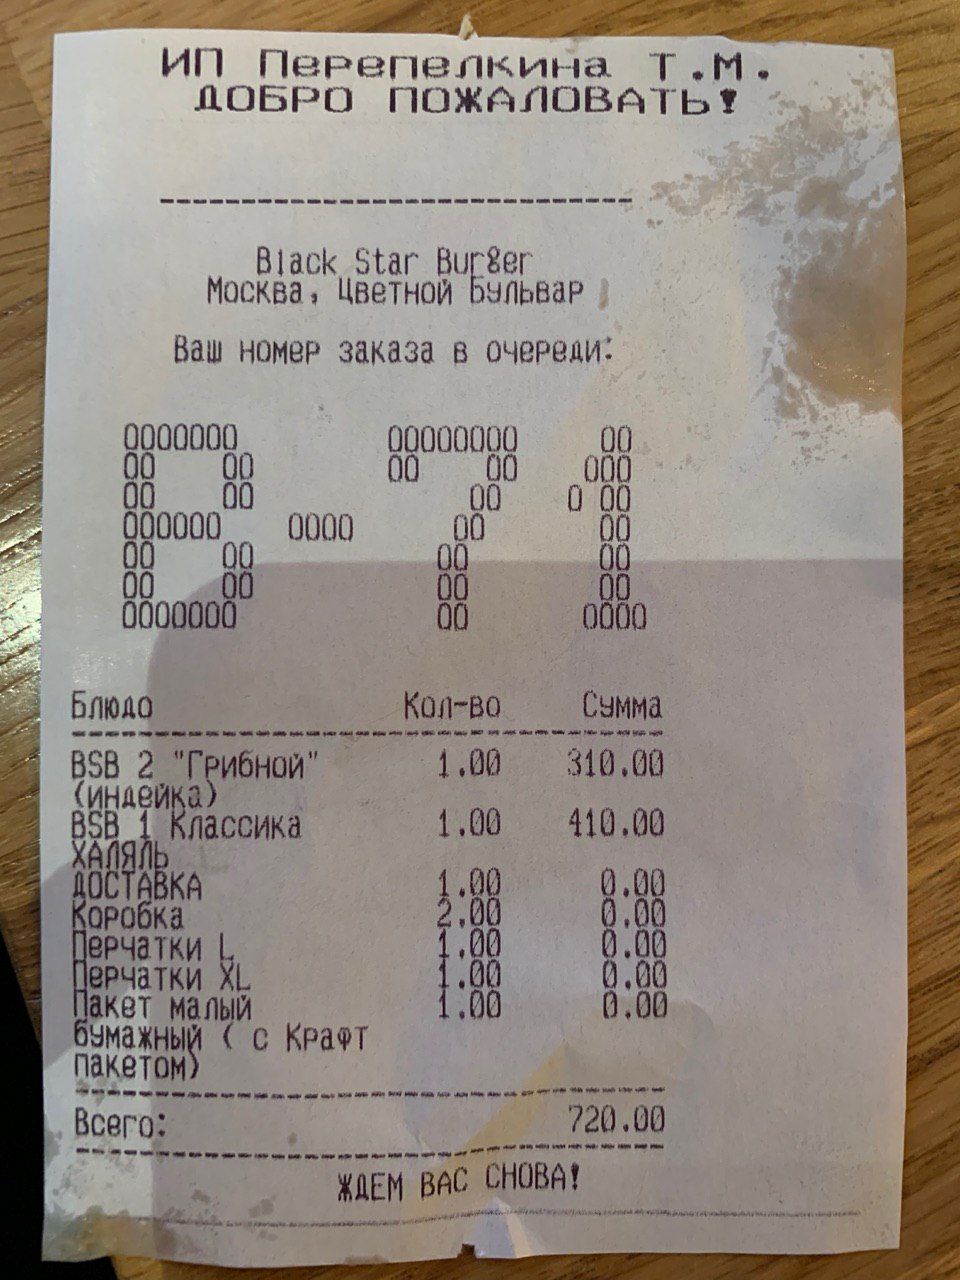 ИП Перепелкина Т.М.
ДОБРО ПОЖАЛОВАТЬ!
Black Star Burger
Москва, Цветной Бульвар
Ваш номер заказа в очереди:
B-71
Блюдо Кол-во Сумма
BSB 2 "Грибной" 1.00 310.00
(индейка)
BSB 1 Классика 1.00 410.00
ХАЛЯЛЬ
ДОСТАВКА 1.00 0.00
Коробка 2.00 0.00
Перчатки L 1.00 0.00
Перчатки XL 1.00 0.00
Пакет малый 1.00 0.00
бумажный ( с Крафт
пакетом)
Всего: 720.00
ЖДЕМ ВАС СНОВА!